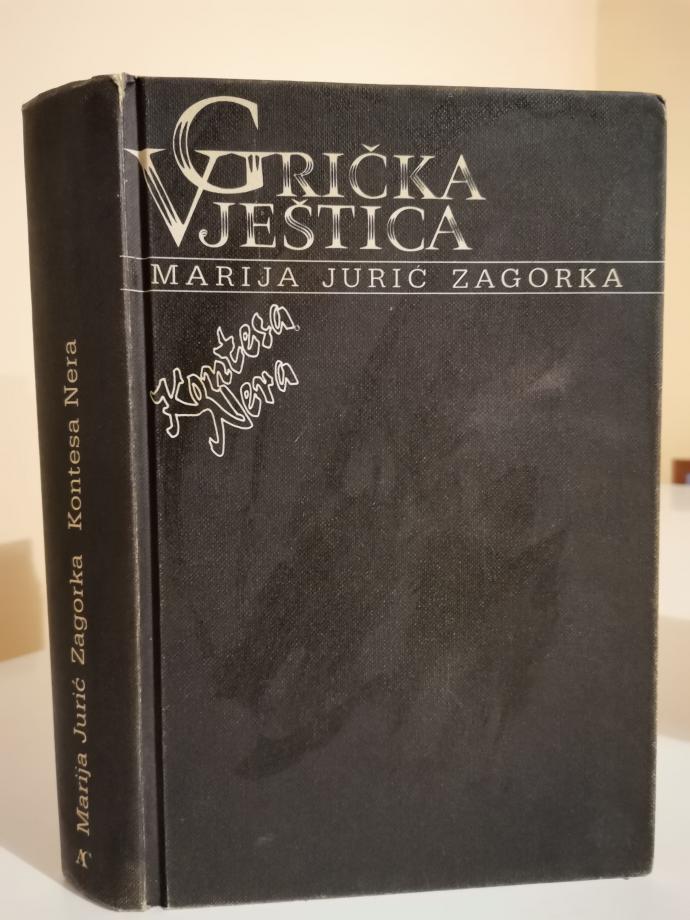 GRIČKA
VJEŠTICA
MARIJA JURIĆ ZAGORKA
Kontesa
Nera
Marija Jurić Zagorka Kontesa Nera